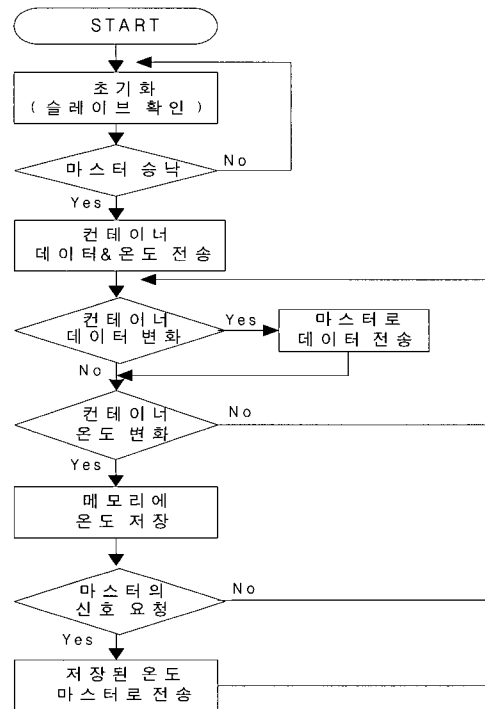 START
초기화
(슬레이브 확인)
마스터 승낙
No
Yes
컨테이너
데이터&온도 전송
컨테이너
데이터 변화
Yes
마스터로
데이터 전송
No
컨테이너
온도 변화
No
Yes
메모리에
온도 저장
마스터의
신호 요청
No
Yes
저장된 온도
마스터로 전송